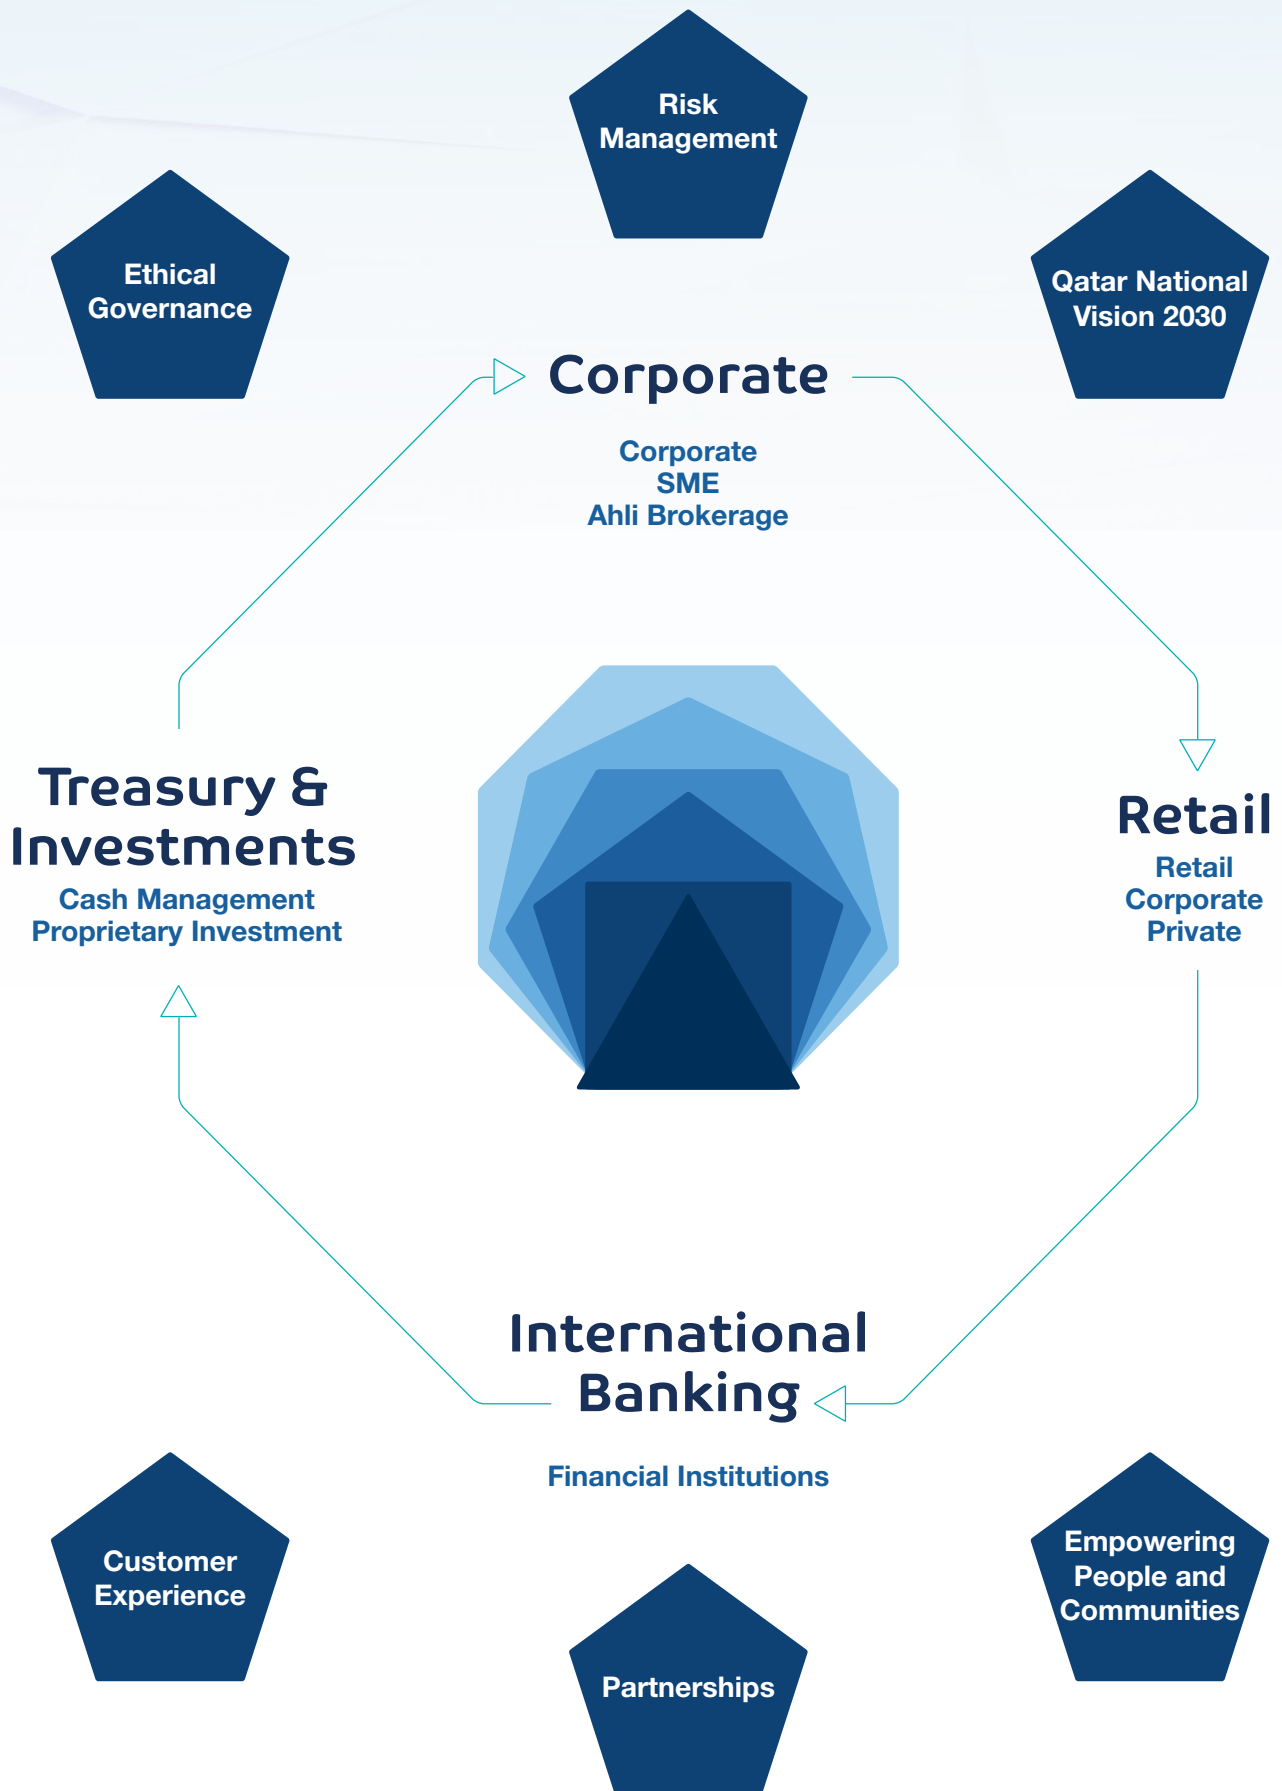 Risk
Management
Ethical
Governance
Qatar National
Vision 2030
Corporate
Corporate
SME
Ahli Brokerage
Treasury &
Investments
Cash Management
Proprietary Investment
Retail
Retail
Corporate
Private
International
Banking
Financial Institutions
Customer
Experience
Partnerships
Empowering
People and
Communities